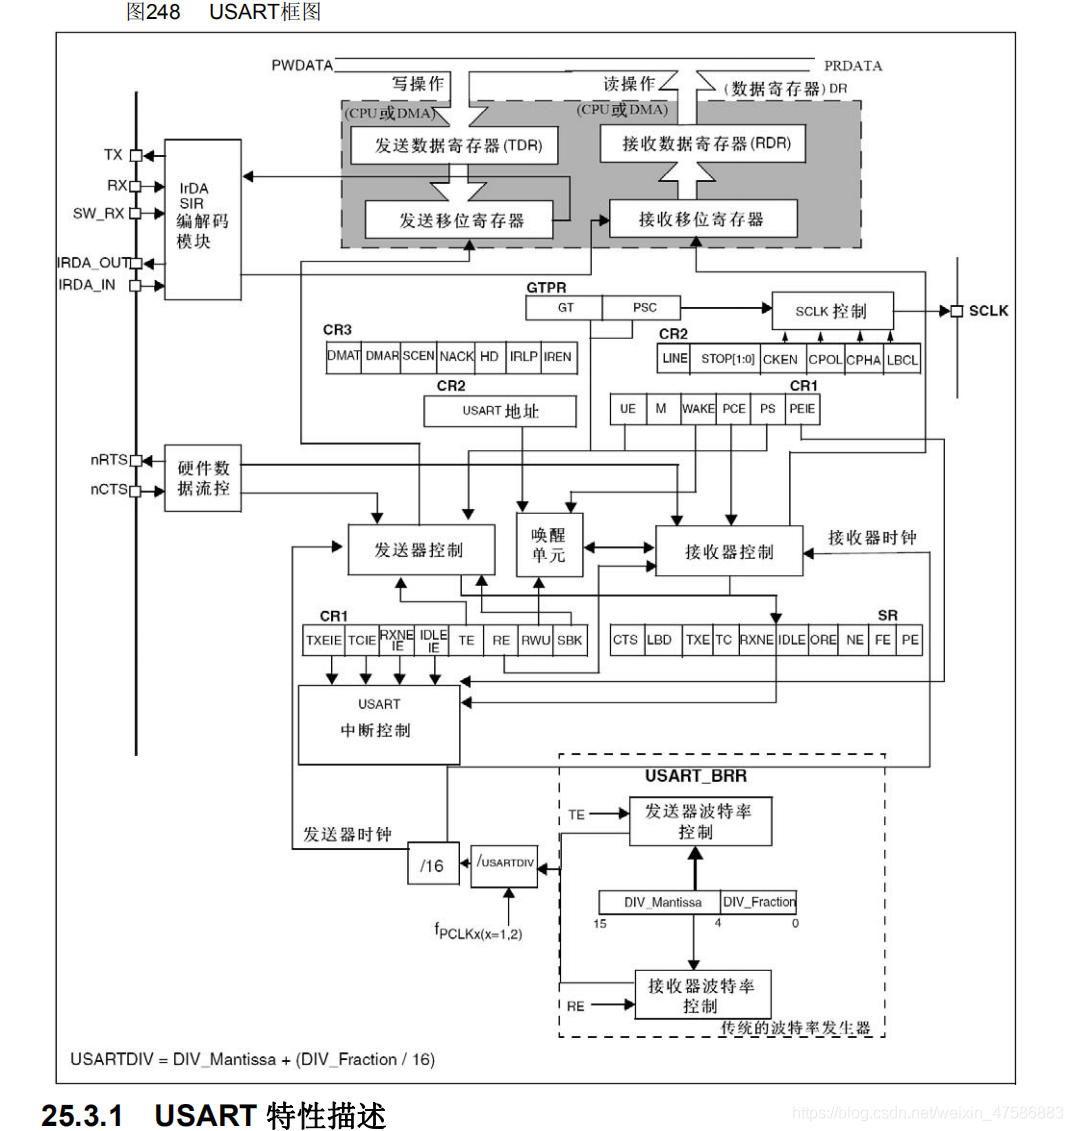 图248 USART框图
PWDATA
PRDATA
写操作
读操作
(数据寄存器) DR
(CPU或DMA)
(CPU或DMA)
发送数据寄存器(TDR)
接收数据寄存器(RDR)
TX
RX
SW_RX
IRDA_OUT
IRDA_IN
IrDA
SIR
编解码
模块
发送移位寄存器
接收移位寄存器
GTPR
GT PSC
SCLK 控制
SCLK
CR3
DMAT DMAR SCEN NACK HD IRLP IREN
CR2
LINE STOP[1:0] CKEN CPOL CPHA LBCL
CR2
USART 地址
CR1
UE M WAKE PCE PS PEIE
nRTS
nCTS
硬件数
据流控
发送器控制
唤醒
单元
接收器控制
接收器时钟
CR1
TXEIE TCIE RXNE IE IDLE IE TE RE RWU SBK
SR
CTS LBD TXE TC RXNE IDLE ORE NE FE PE
USART
中断控制
USART_BRR
TE
发送器波特率
控制
发送器时钟
/16
/USARTDIV
fPCLKx(x=1,2)
DIV_Mantissa DIV_Fraction
15 4 0
RE
接收器波特率
控制
传统的波特率发生器
USARTDIV = DIV_Mantissa + (DIV_Fraction / 16)
25.3.1 USART 特性描述
https://blog.csdn.net/weixin_47586883